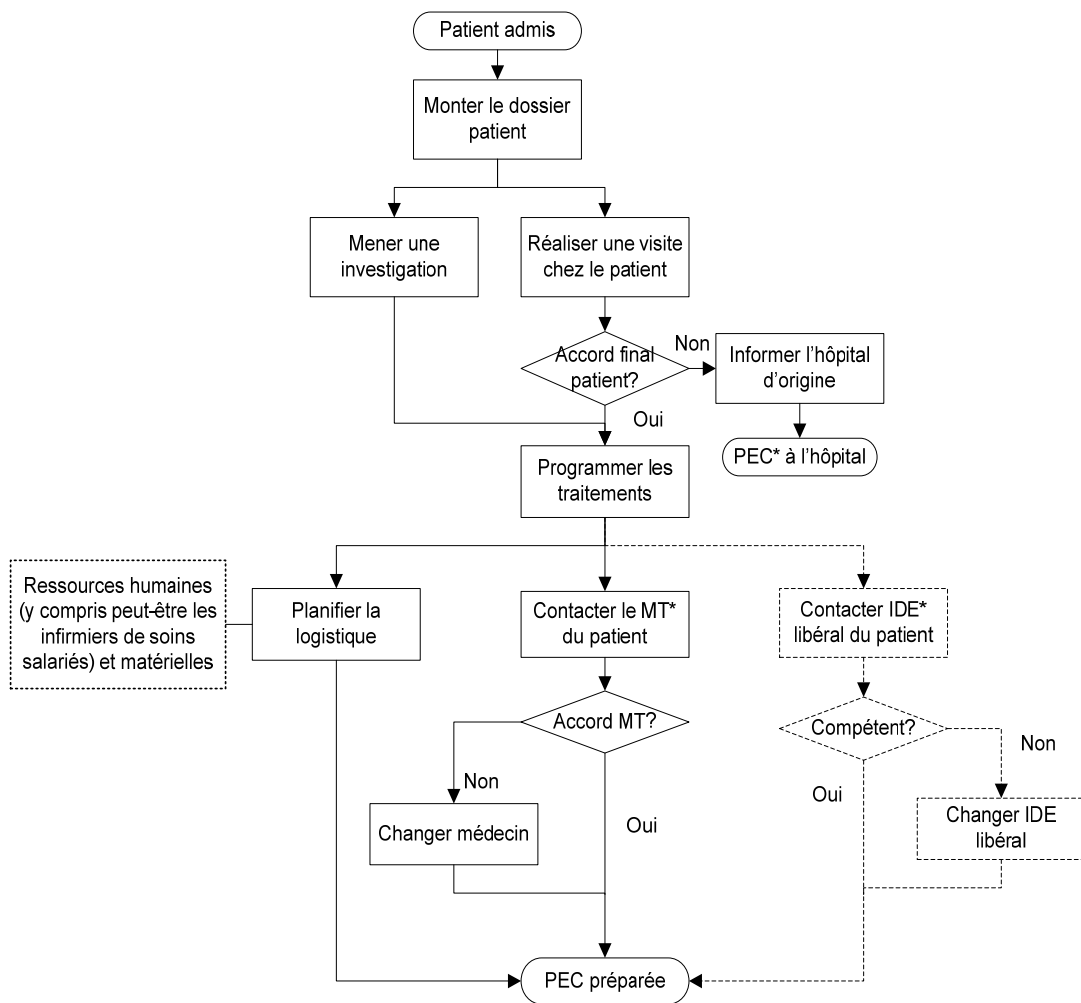 Patient admis
Monter le dossier
patient
Mener une
investigation
Réaliser une visite
chez le patient
Accord final
patient?
Non
Informer l'hôpital
d'origine
Oui
PEC* à l'hôpital
Programmer les
traitements
Ressources humaines
(y compris peut-être les
infirmiers de soins
salariés) et matérielles
Planifier la
logistique
Contacter le MT*
du patient
Contacter IDE*
libéral du patient
Accord MT?
Compétent?
Non
Non
Oui
Oui
Changer médecin
Changer IDE
libéral
PEC préparée